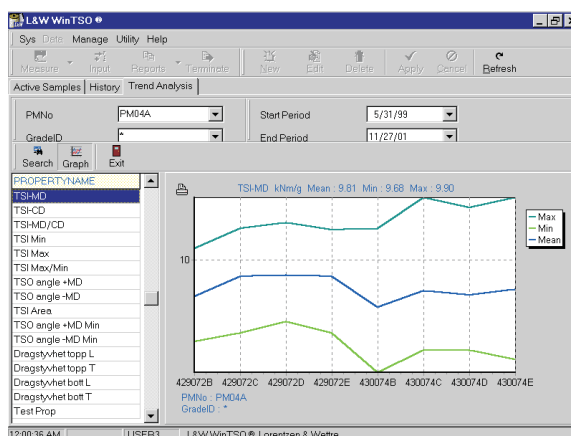 L&W WinTSO ®
Sys Data Manage Utility Help
Measure Input Reports Terminate New Edit Delete Apply Cancel Refresh
Active Samples History Trend Analysis
PMNo PM04A Start Period 5/31/99
GradeID * End Period 11/27/01
Search Graph Exit
PROPERTYNAME
TSI-MD
TSI-CD
TSI-MD/CD
TSI Min
TSI Max
TSI Max/Min
TSO angle +MD
TSO angle -MD
TSI Area
TSO angle +MD Min
TSO angle -MD Min
Dragstyvhet topp L
Dragstyvhet topp T
Dragstyvhet bott L
Dragstyvhet bott T
Test Prop
TSI-MD kNm/g Mean : 9.81 Min : 9.68 Max : 9.90
10
Max
Min
Mean
429072B 429072C 429072D 429072E 430074B 430074C 430074D 430074E
PMNo : PM04A
GradeID : *
12:00:36 AM USER3 L&W WinTSO ® Lorentzen & Wettre